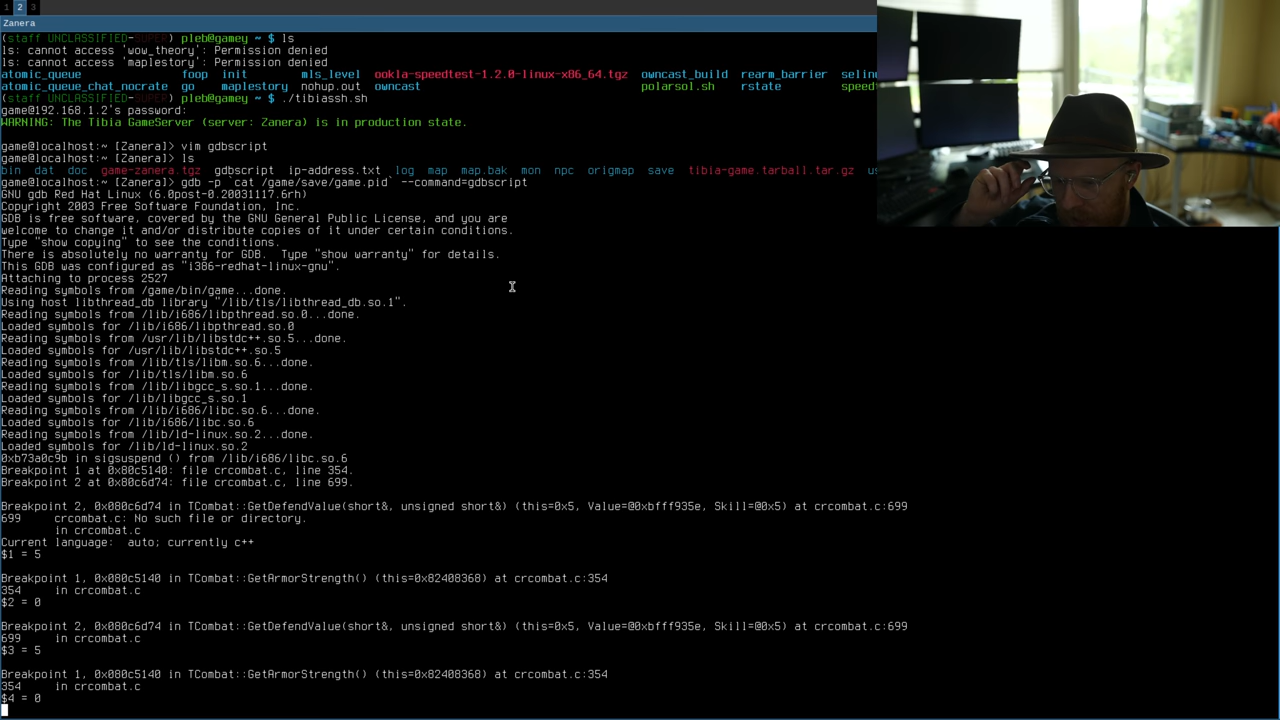 1 2 3
Zanera
(staff UNCLASSIFIED-SUPER) pleb@gamey ~ $ ls
ls: cannot access 'wow_theory': Permission denied
ls: cannot access 'maplestory': Permission denied
atomic_queue foop init mls_level ookla-speedtest-1.2.0-linux-x86_64.tgz owncast_build rearm_barrier selinu
atomic_queue_chat_nocrate go maplestory nohup.out owncast polarsol.sh rstate speedt
(staff UNCLASSIFIED-SUPER) pleb@gamey ~ $ ./tibiassh.sh
game@192.168.1.2's password:
WARNING: The Tibia GameServer (server: Zanera) is in production state.
game@localhost:~ [Zanera]> vim gdbscript
game@localhost:~ [Zanera]> ls
bin dat doc game-zanera.tgz gdbscript ip-address.txt log map map.bak mon npc origmap save tibia-game.tarball.tar.gz us
game@localhost:~ [Zanera]> gdb -p `cat /game/save/game.pid` --command=gdbscript
GNU gdb Red Hat Linux (6.0post-0.20031117.6rh)
Copyright 2003 Free Software Foundation, Inc.
GDB is free software, covered by the GNU General Public License, and you are
welcome to change it and/or distribute copies of it under certain conditions.
Type "show copying" to see the conditions.
There is absolutely no warranty for GDB.  Type "show warranty" for details.
This GDB was configured as "i386-redhat-linux-gnu".
Attaching to process 2527
Reading symbols from /game/bin/game...done.
Using host libthread_db library "/lib/tls/libthread_db.so.1".
Reading symbols from /lib/i686/libpthread.so.0...done.
Loaded symbols for /lib/i686/libpthread.so.0
Reading symbols from /usr/lib/libstdc++.so.5...done.
Loaded symbols for /usr/lib/libstdc++.so.5
Reading symbols from /lib/tls/libm.so.6...done.
Loaded symbols for /lib/tls/libm.so.6
Reading symbols from /lib/libgcc_s.so.1...done.
Loaded symbols for /lib/libgcc_s.so.1
Reading symbols from /lib/i686/libc.so.6...done.
Loaded symbols for /lib/i686/libc.so.6
Reading symbols from /lib/ld-linux.so.2...done.
Loaded symbols for /lib/ld-linux.so.2
0xb73a0c9b in sigsuspend () from /lib/i686/libc.so.6
Breakpoint 1 at 0x80c5140: file crcombat.c, line 354.
Breakpoint 2 at 0x80c6d74: file crcombat.c, line 699.
Breakpoint 2, 0x080c6d74 in TCombat::GetDefendValue(short&, unsigned short&) (this=0x5, Value=@0xbfff935e, Skill=@0x5) at crcombat.c:699
699 crcombat.c: No such file or directory.
in crcombat.c
Current language:  auto; currently c++
$1 = 5
Breakpoint 1, 0x080c5140 in TCombat::GetArmorStrength() (this=0x82408368) at crcombat.c:354
354 in crcombat.c
$2 = 0
Breakpoint 2, 0x080c6d74 in TCombat::GetDefendValue(short&, unsigned short&) (this=0x5, Value=@0xbfff935e, Skill=@0x5) at crcombat.c:699
699 in crcombat.c
$3 = 5
Breakpoint 1, 0x080c5140 in TCombat::GetArmorStrength() (this=0x82408368) at crcombat.c:354
354 in crcombat.c
$4 = 0